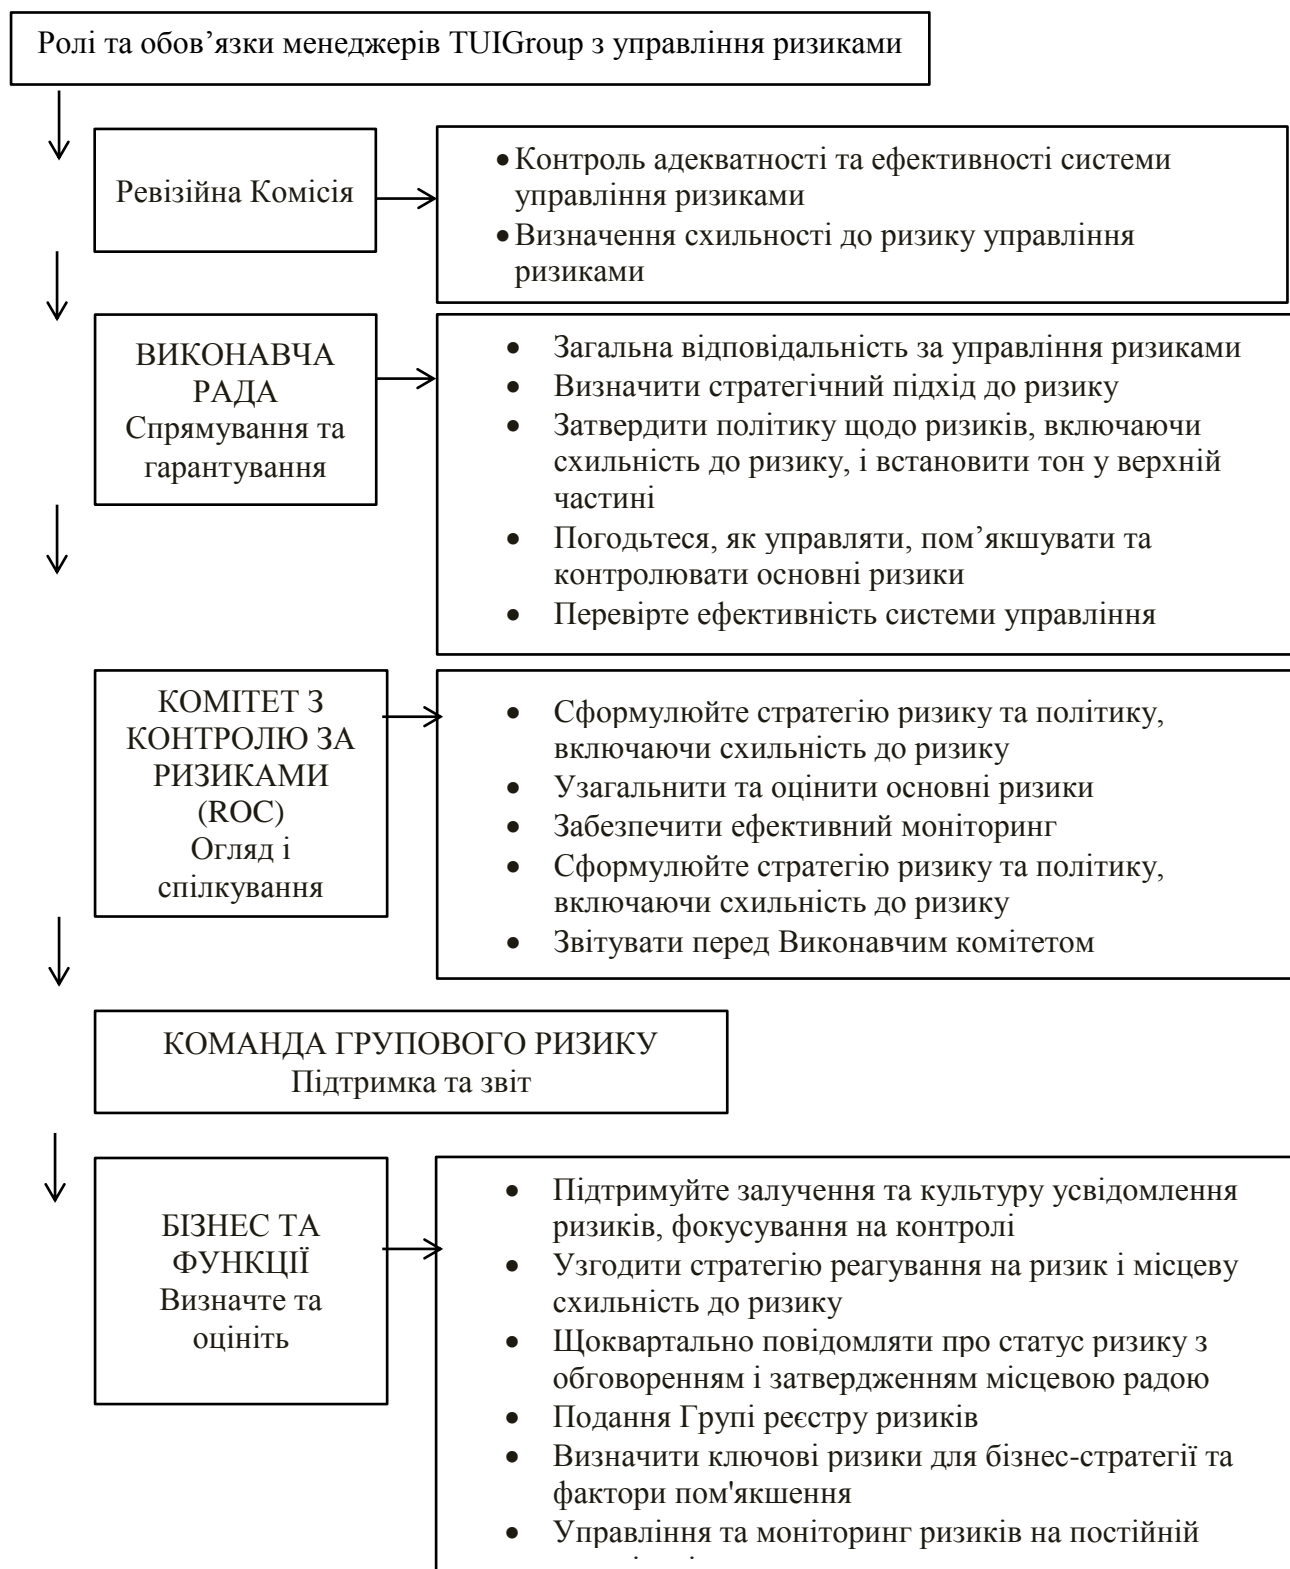 Ролі та обов’язки менеджерів TUIGroup з управління ризиками
Ревізійна Комісія
• Контроль адекватності та ефективності системи
управління ризиками
• Визначення схильності до ризику управління
ризиками
ВИКОНАВЧА
РАДА
Спрямування та
гарантування
• Загальна відповідальність за управління ризиками
• Визначити стратегічний підхід до ризику
• Затвердити політику щодо ризиків, включаючи
схильність до ризику, і встановити тон у верхній
частині
• Погодьтеся, як управляти, пом’якшувати та
контролювати основні ризики
• Перевірте ефективність системи управління
КОМІТЕТ З
КОНТРОЛЮ ЗА
РИЗИКАМИ
(ROC)
Огляд і
спілкування
• Сформулюйте стратегію ризику та політику,
включаючи схильність до ризику
• Узагальнити та оцінити основні ризики
• Забезпечити ефективний моніторинг
• Сформулюйте стратегію ризику та політику,
включаючи схильність до ризику
• Звітувати перед Виконавчим комітетом
КОМАНДА ГРУПОВОГО РИЗИКУ
Підтримка та звіт
БІЗНЕС ТА
ФУНКЦІЇ
Визначте та
оцініть
• Підтримуйте залучення та культуру усвідомлення
ризиків, фокусування на контролі
• Узгодити стратегію реагування на ризик і місцеву
схильність до ризику
• Щоквартально повідомляти про статус ризику з
обговоренням і затвердженням місцевою радою
• Подання Групі реєстру ризиків
• Визначити ключові ризики для бізнес-стратегії та
фактори пом'якшення
• Управління та моніторинг ризиків на постійній